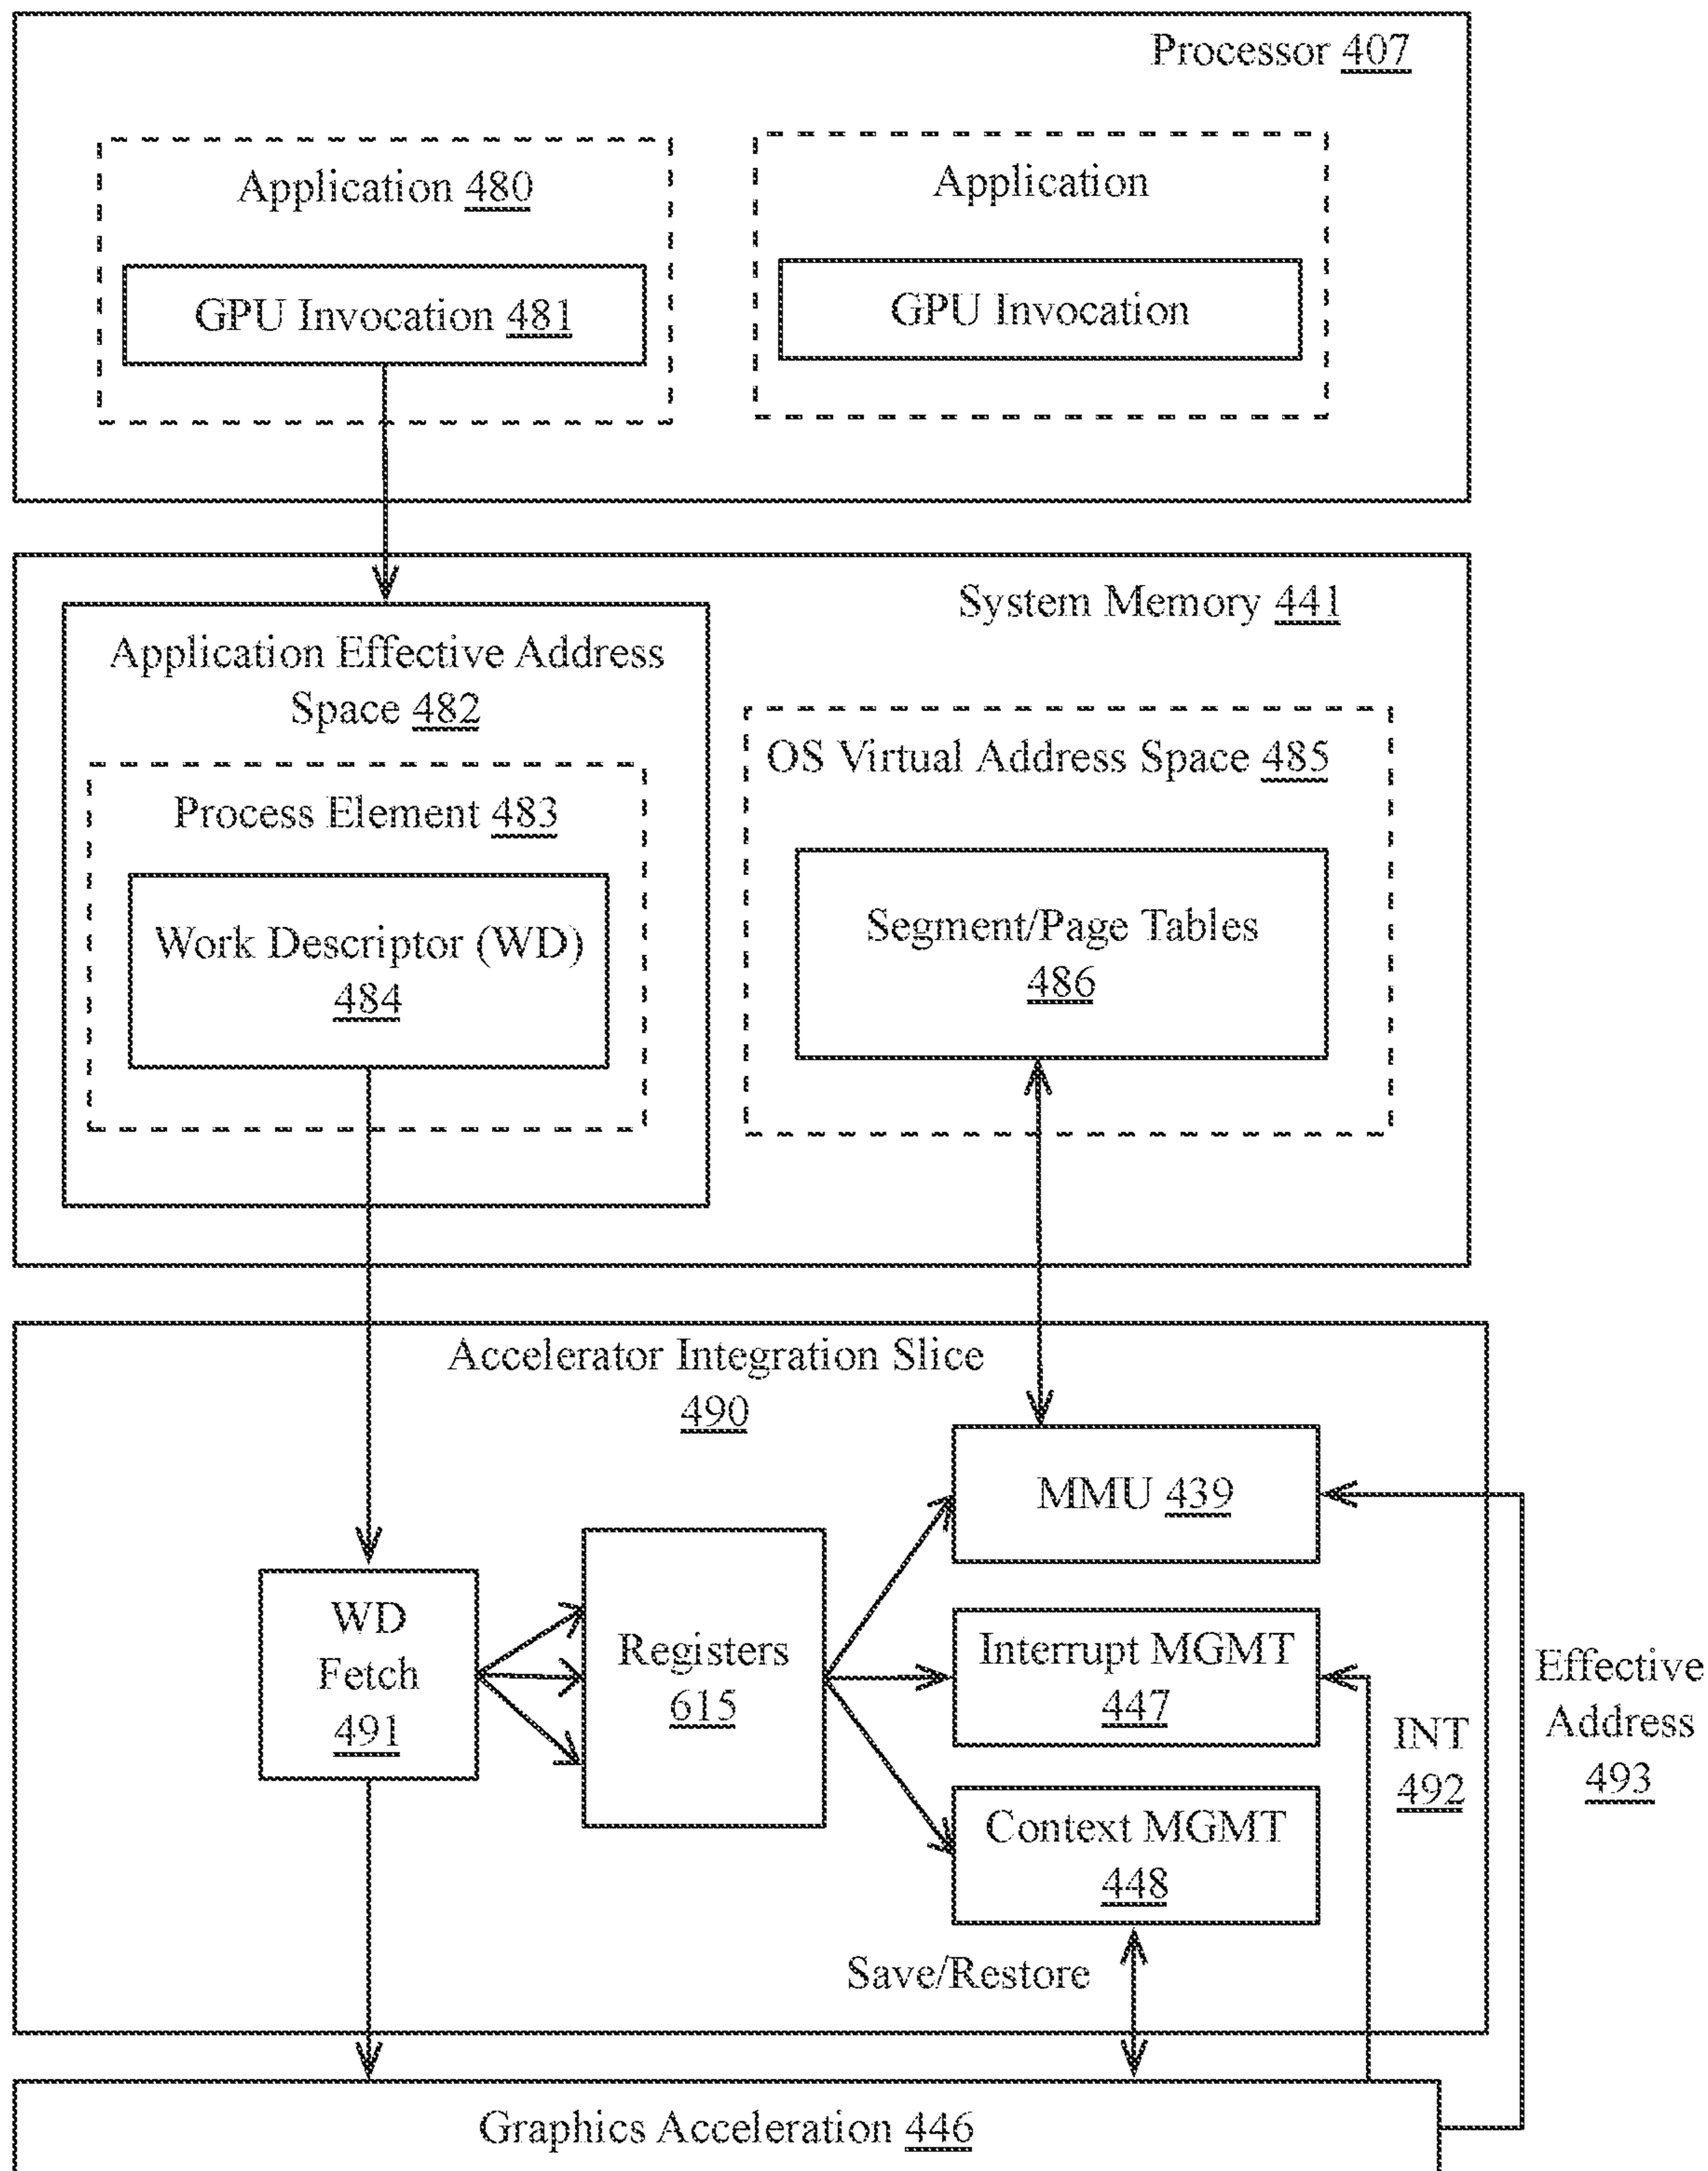 Processor 407
Application 480
Application
GPU Invocation 481
GPU Invocation
System Memory 441
Application Effective Address
Space 482
OS Virtual Address Space 485
Process Element 483
Segment/Page Tables
486
Work Descriptor (WD)
484
Accelerator Integration Slice
490
MMU 439
WD
Fetch
491
Registers
615
Interrupt MGMT
447
Effective
Address
493
INT
492
Context MGMT
448
Save/Restore
Graphics Acceleration 446